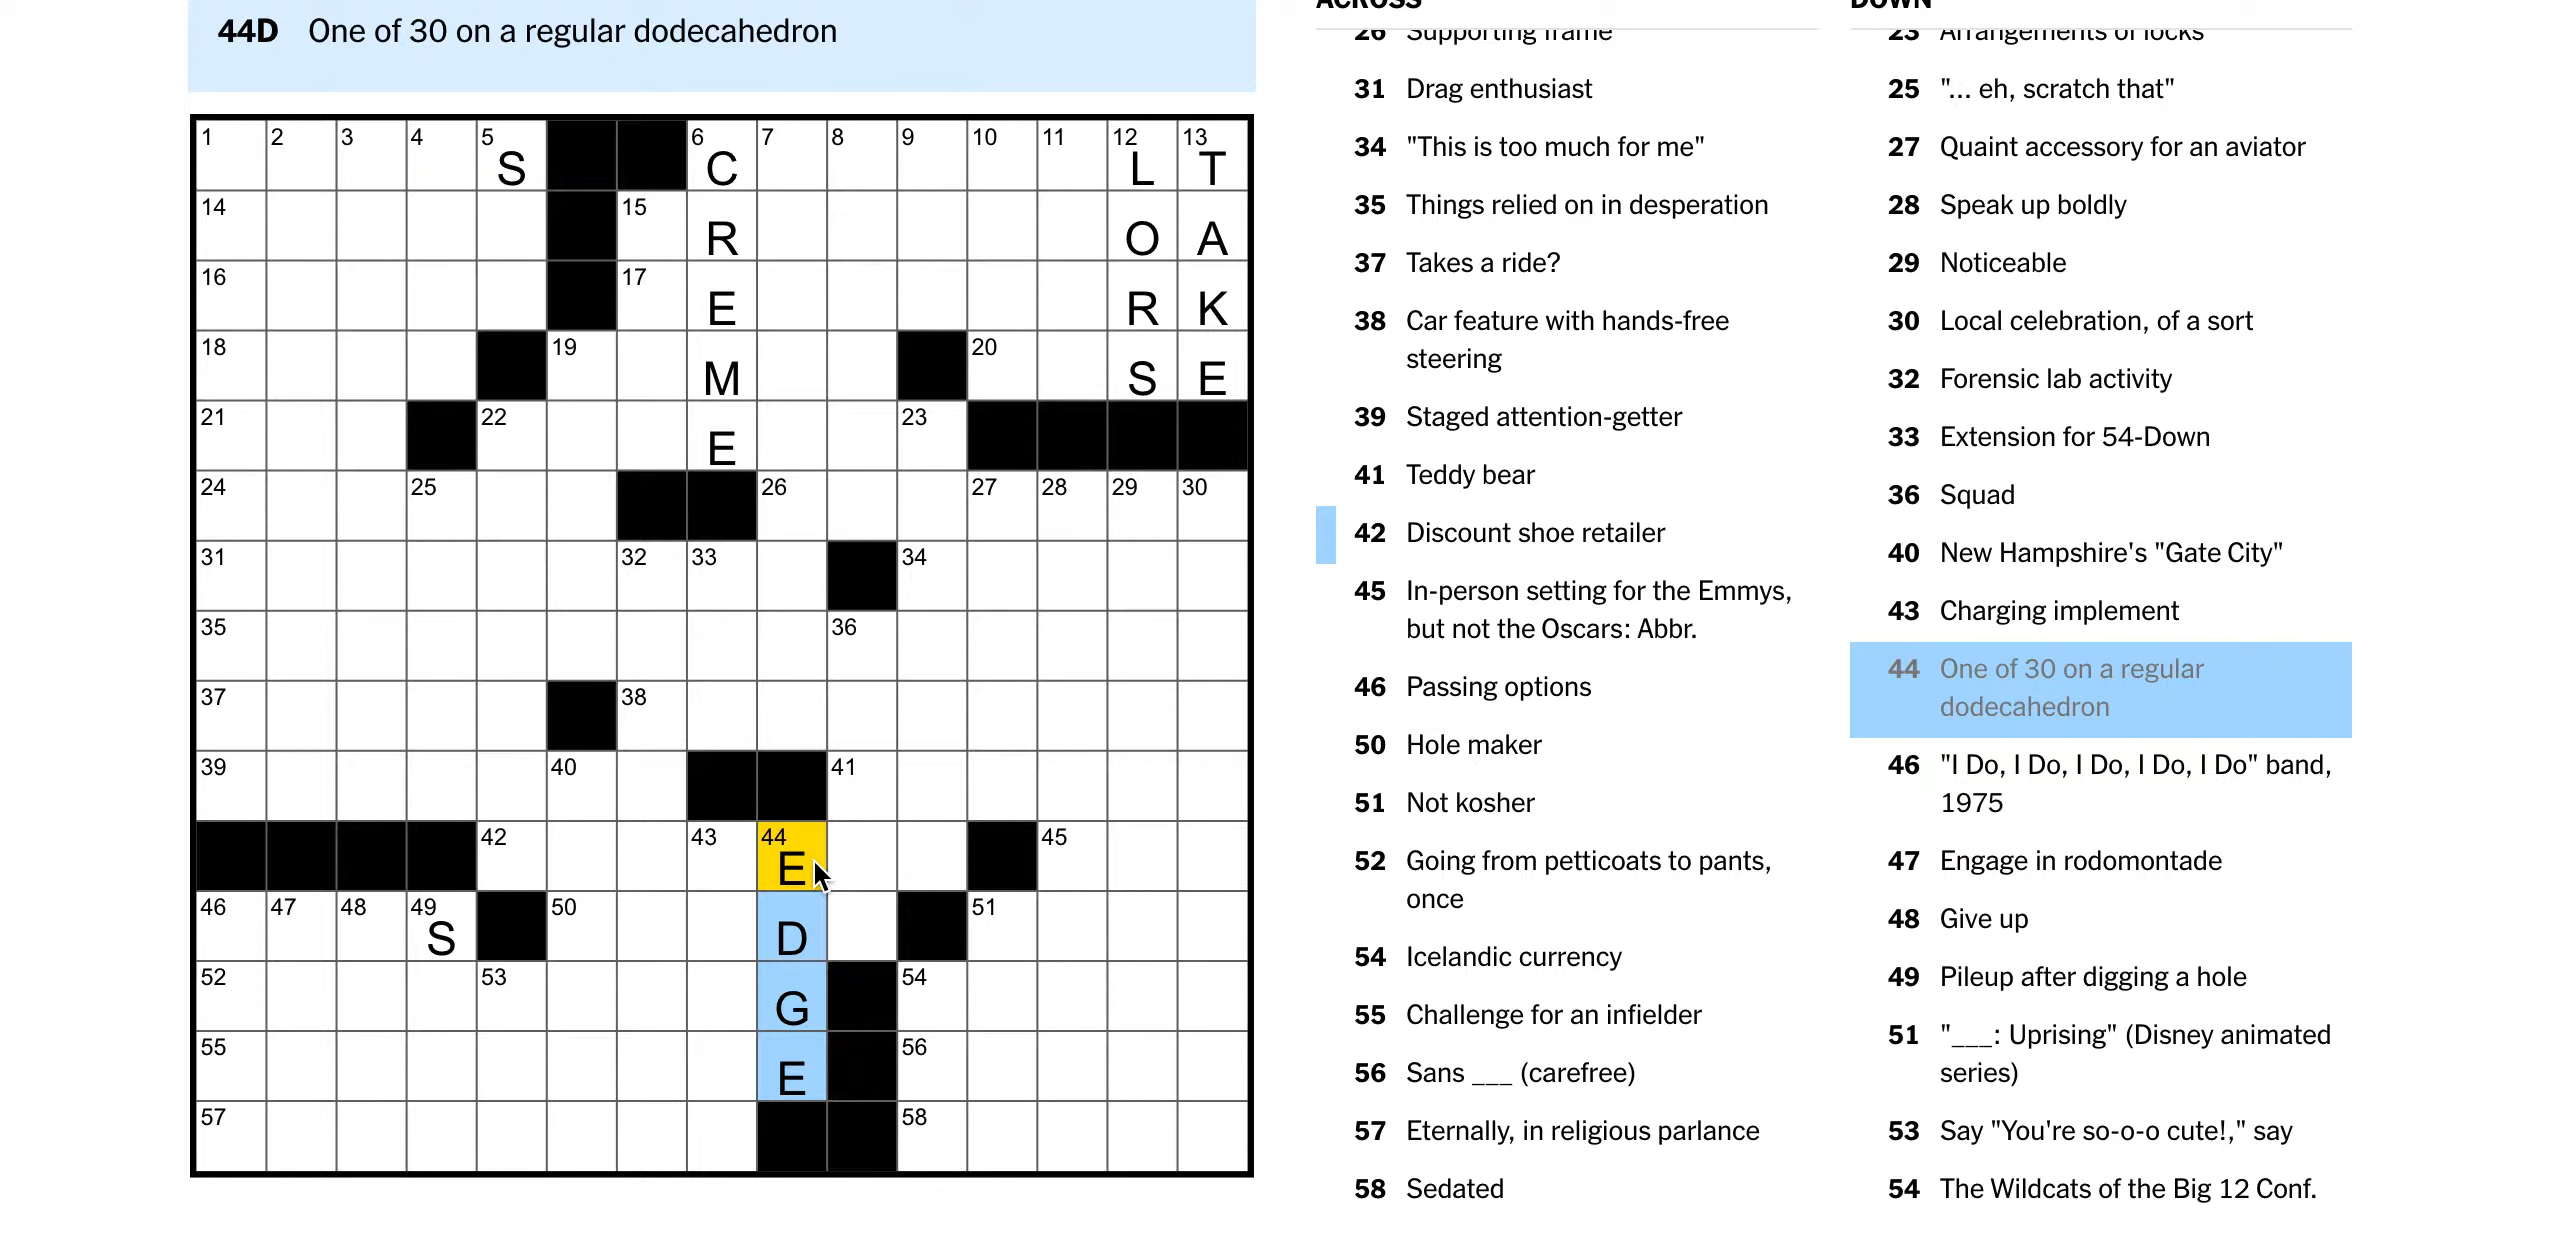 44D One of 30 on a regular dodecahedron
ACROSS
26 Supporting frame
31 Drag enthusiast
34 "This is too much for me"
35 Things relied on in desperation
37 Takes a ride?
38 Car feature with hands-free
steering
39 Staged attention-getter
41 Teddy bear
42 Discount shoe retailer
45 In-person setting for the Emmys,
but not the Oscars: Abbr.
46 Passing options
50 Hole maker
51 Not kosher
52 Going from petticoats to pants,
once
54 Icelandic currency
55 Challenge for an infielder
56 Sans ___ (carefree)
57 Eternally, in religious parlance
58 Sedated
DOWN
23 Arrangements of locks
25 "... eh, scratch that"
27 Quaint accessory for an aviator
28 Speak up boldly
29 Noticeable
30 Local celebration, of a sort
32 Forensic lab activity
33 Extension for 54-Down
36 Squad
40 New Hampshire's "Gate City"
43 Charging implement
44 One of 30 on a regular
dodecahedron
46 "I Do, I Do, I Do, I Do, I Do" band,
1975
47 Engage in rodomontade
48 Give up
49 Pileup after digging a hole
51 "___: Uprising" (Disney animated
series)
53 Say "You're so-o-o cute!," say
54 The Wildcats of the Big 12 Conf.
1 2 3 4 5 6 7 8 9 10 11 12 13
S C L T
14 15
R O A
16 17
E R K
18 19 20
M S E
21 22 23
E
24 25 26 27 28 29 30
31 32 33 34
35 36
37 38
39 40 41
42 43 44 45
E
46 47 48 49 50 51
S D
52 53 54
G
55 56
E
57 58